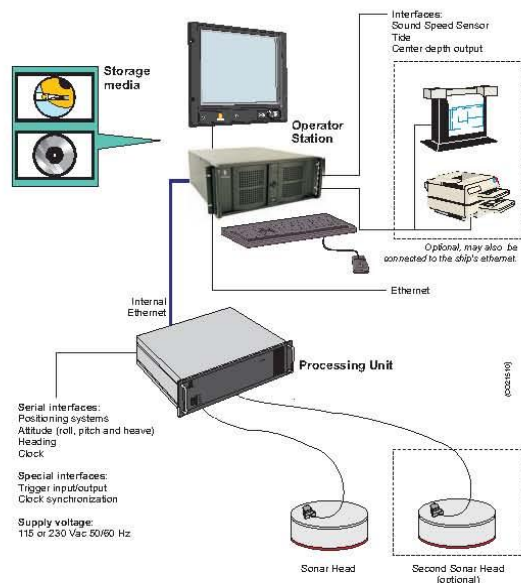 Interfaces:
Sound Speed Sensor
Tide
Center depth output
Storage
media
Operator
Station
Optional, may also be
connected to the ship's ethernet.
Ethernet
Internal
Ethernet
Processing Unit
(CD21510)
Serial interfaces:
Positioning systems
Attitude (roll, pitch and heave)
Heading
Clock
Special interfaces:
Trigger input/output
Clock synchronization
Supply voltage:
115 or 230 Vac 50/60 Hz
Sonar Head
Second Sonar Head
(optional)